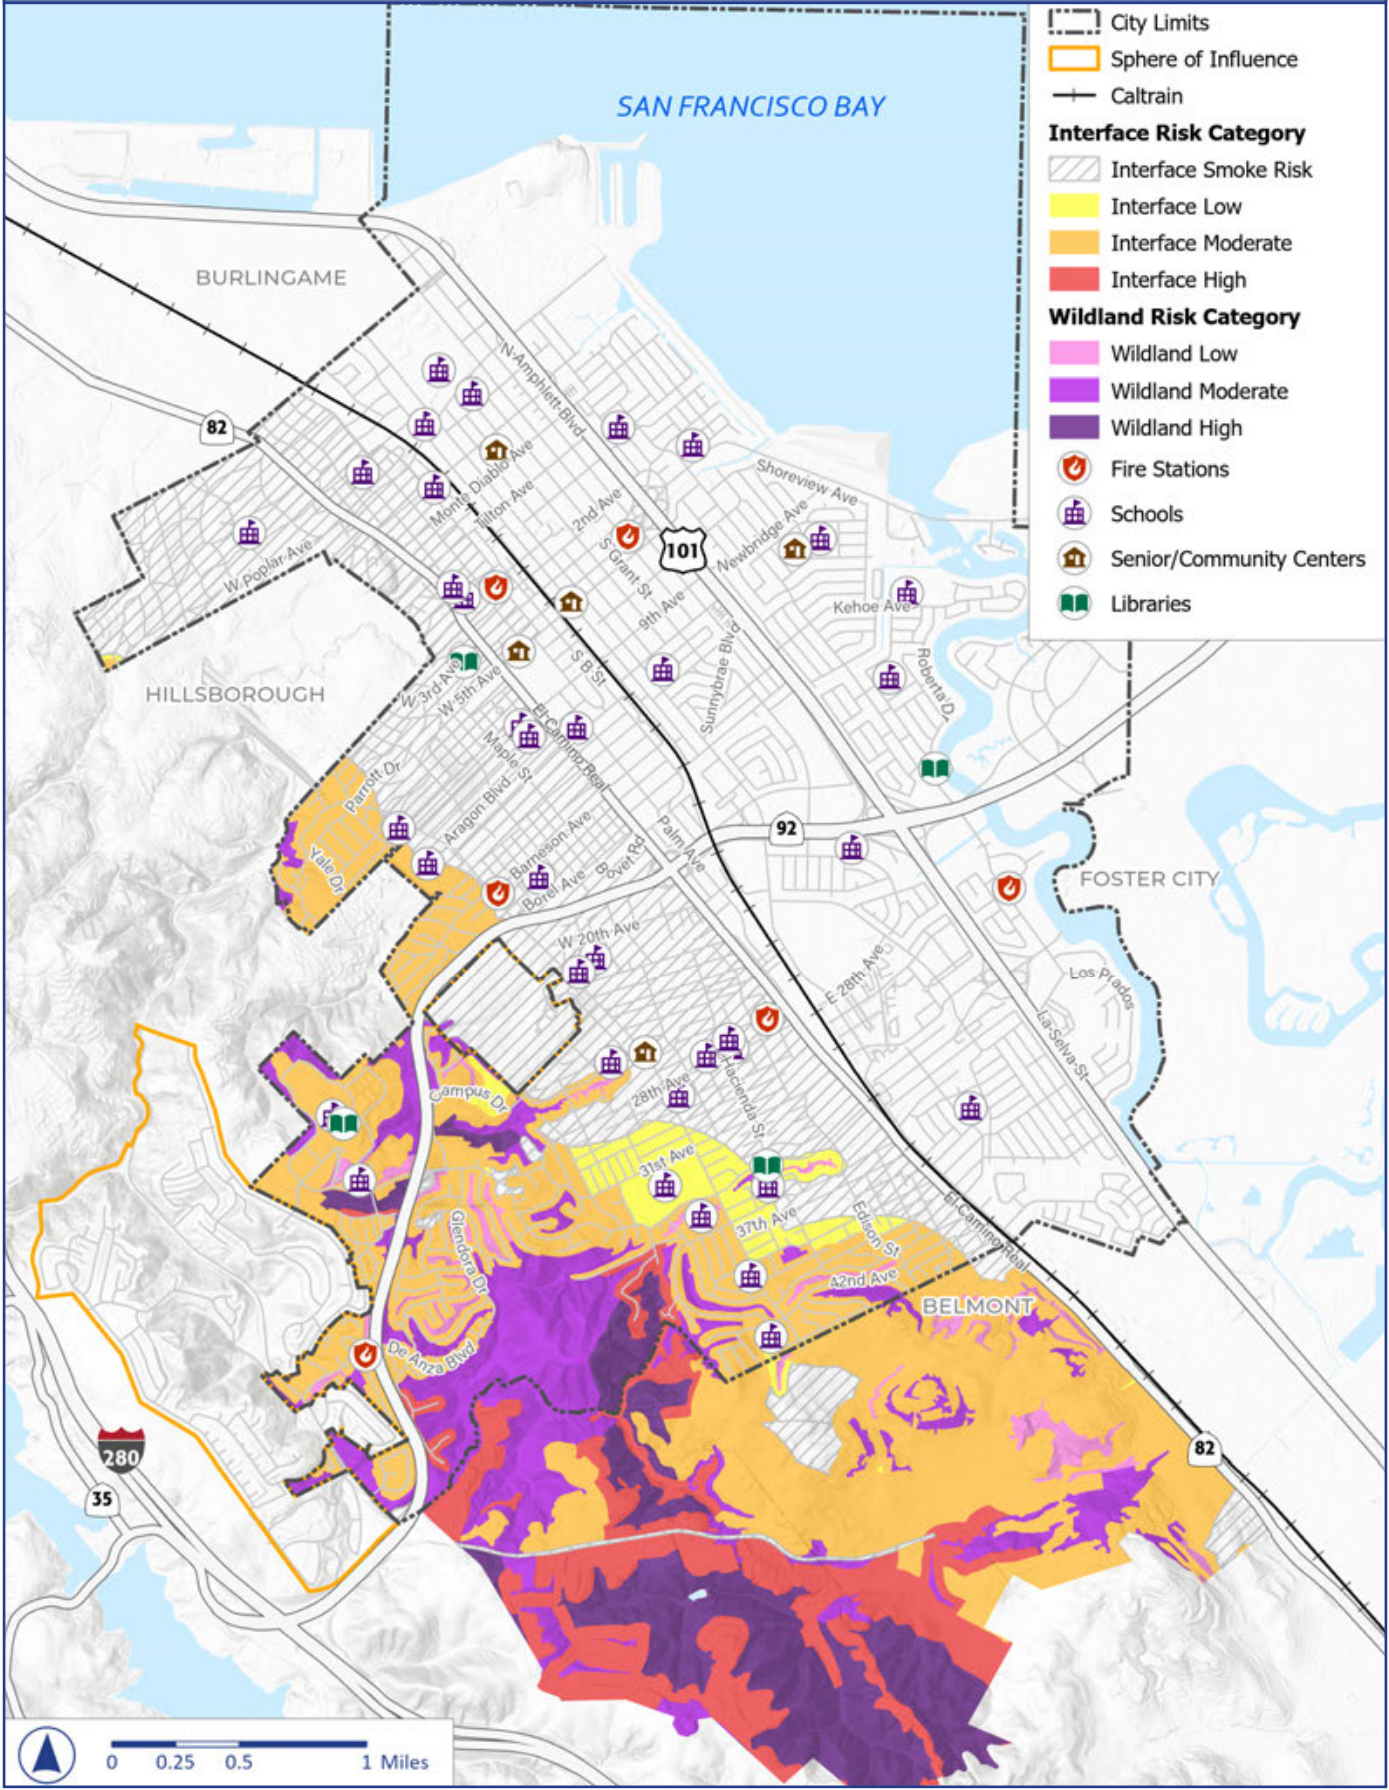 City Limits
Sphere of Influence
Caltrain
Interface Risk Category
Interface Smoke Risk
Interface Low
Interface Moderate
Interface High
Wildland Risk Category
Wildland Low
Wildland Moderate
Wildland High
Fire Stations
Schools
Senior/Community Centers
Libraries
SAN FRANCISCO BAY
BURLINGAME
N Amphlett Blvd
82
Monte Diablo Ave
Tilton Ave
Shoreview Ave
2nd Ave
Newbridge Ave
101
W Poplar Ave
S Grant St
9th Ave
Kehoe Ave
Sunnybrae Blvd
Roberta Dr
S B St
HILLSBOROUGH
W 3rd Ave
W 5th Ave
El Camino Real
Maple St
Parrott Dr
Aragon Blvd
Yale Dr
Barneson Ave
Borel Ave
Bovet Rd
Palm Ave
92
FOSTER CITY
W 20th Ave
E 28th Ave
Los Prados
La Selva St
Campus Dr
28th Ave
Hacienda St
31st Ave
37th Ave
Edison St
El Camino Real
Glendora Dr
42nd Ave
BELMONT
De Anza Blvd
280
35
82
0 0.25 0.5 1 Miles